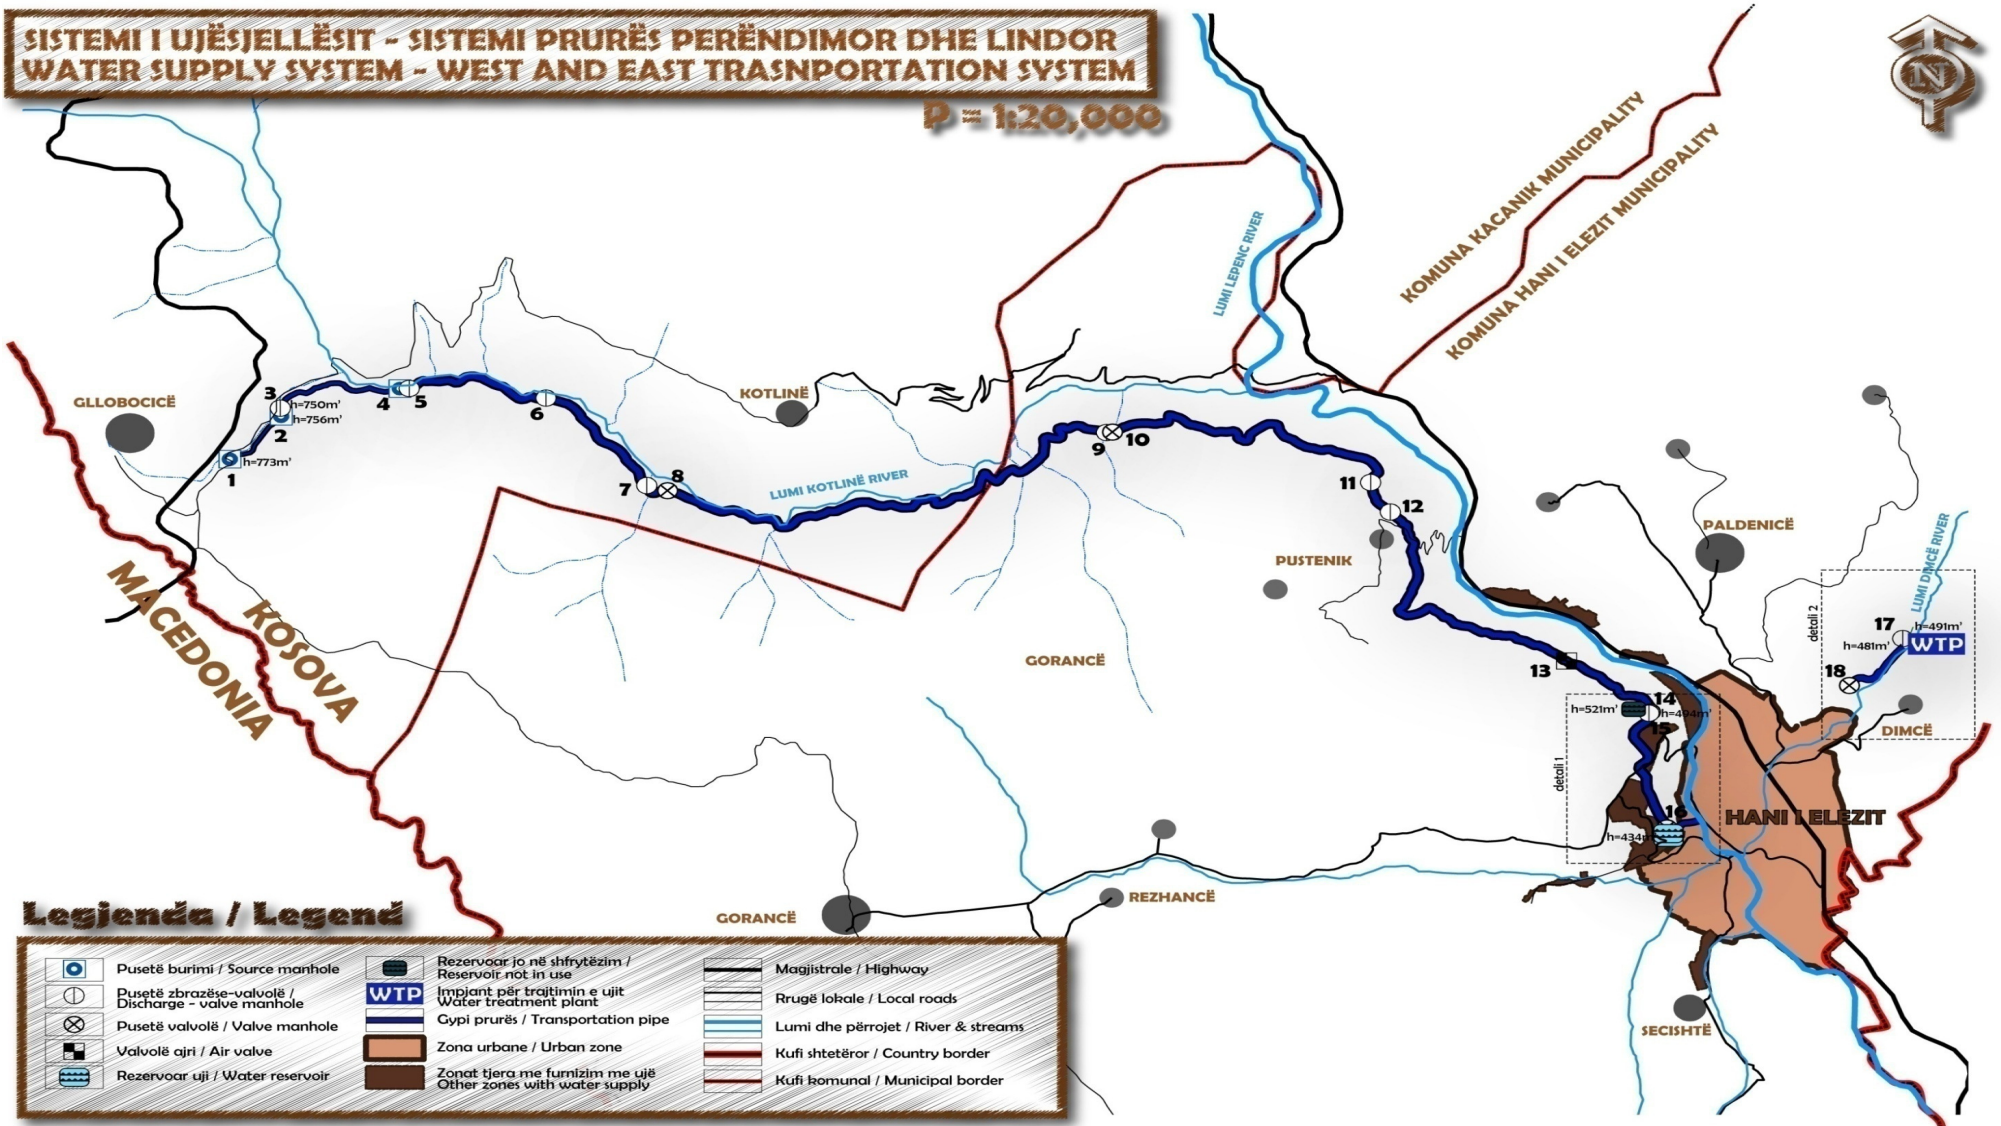 SISTEMI I UJËSJELLËSIT - SISTEMI PRURËS PERËNDIMOR DHE LINDOR
WATER SUPPLY SYSTEM - WEST AND EAST TRASNPORTATION SYSTEM
P = 1:20,000
N
KOMUNA KACANIK MUNICIPALITY
KOMUNA HANI I ELEZIT MUNICIPALITY
LUMI LEPENC RIVER
GLLOBOCICË
3
h=750m'
h=756m'
2
h=773m'
1
4
5
6
KOTLINË
7
8
LUMI KOTLINË RIVER
9
10
11
12
PUSTENIK
PALDENICË
LUMI DIMCË RIVER
detali 2
17
h=491m'
h=481m'
WTP
18
DIMCË
MACEDONIA
KOSOVA
GORANCË
13
14
h=521m'
h=494m'
15
detali 1
16
h=434m'
HANI I ELEZIT
GORANCË
REZHANCË
SECISHTË
Legjenda / Legend
Pusetë burimi / Source manhole
Pusetë zbrazëse-valvolë /
Discharge - valve manhole
Pusetë valvolë / Valve manhole
Valvolë ajri / Air valve
Rezervoar uji / Water reservoir
Rezervoar jo në shfrytëzim /
Reservoir not in use
WTP
Impjant për trajtimin e ujit
Water treatment plant
Gypi prurës / Transportation pipe
Zona urbane / Urban zone
Zonat tjera me furnizim me ujë
Other zones with water supply
Magjistrale / Highway
Rrugë lokale / Local roads
Lumi dhe përrojet / River & streams
Kufi shtetëror / Country border
Kufi komunal / Municipal border